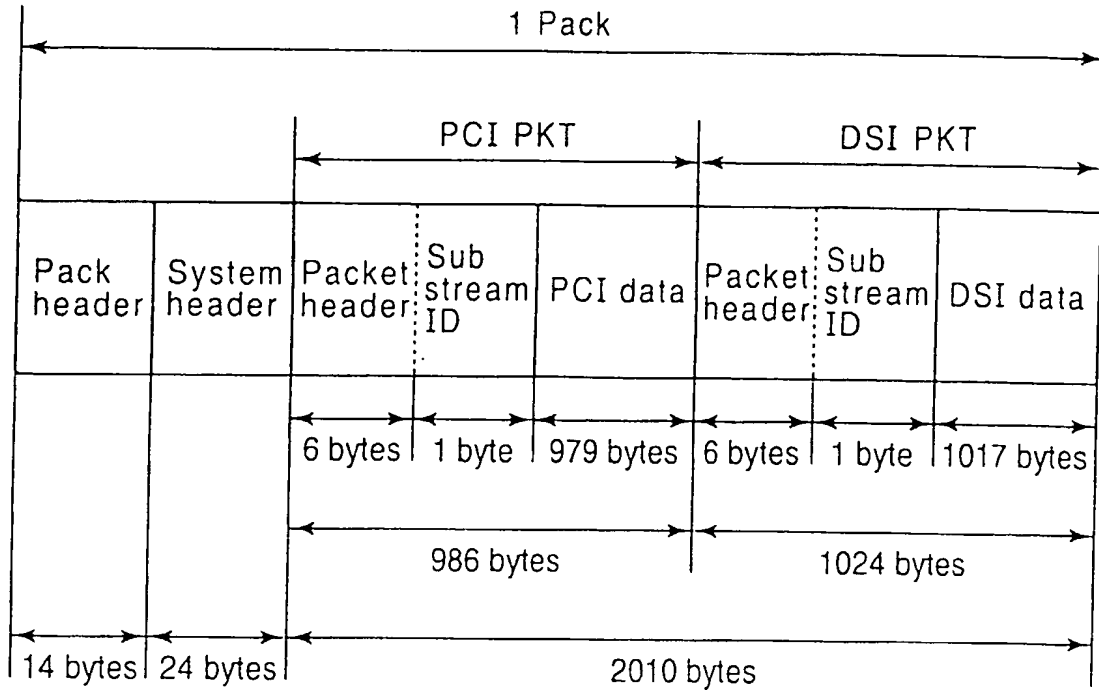 1 Pack
PCI PKT
DSI PKT
Pack
header
System
header
Packet
header
Sub
stream
ID
PCI data
Packet
header
Sub
stream
ID
DSI data
6 bytes
1 byte
979 bytes
6 bytes
1 byte
1017 bytes
986 bytes
1024 bytes
14 bytes
24 bytes
2010 bytes